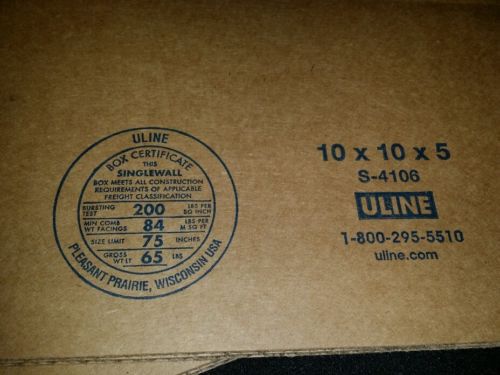 ULINE
BOX CERTIFICATE
THIS
SINGLEWALL
BOX MEETS ALL CONSTRUCTION
REQUIREMENTS OF APPLICABLE
FREIGHT CLASSIFICATION
BURSTING TEST 200 LBS PER SQ INCH
MIN COMB WT FACINGS 84 LBS PER M SQ FT
SIZE LIMIT 75 INCHES
GROSS WT LT 65 LBS
PLEASANT PRAIRIE, WISCONSIN USA
10 x 10 x 5
S-4106
ULINE
1-800-295-5510
uline.com